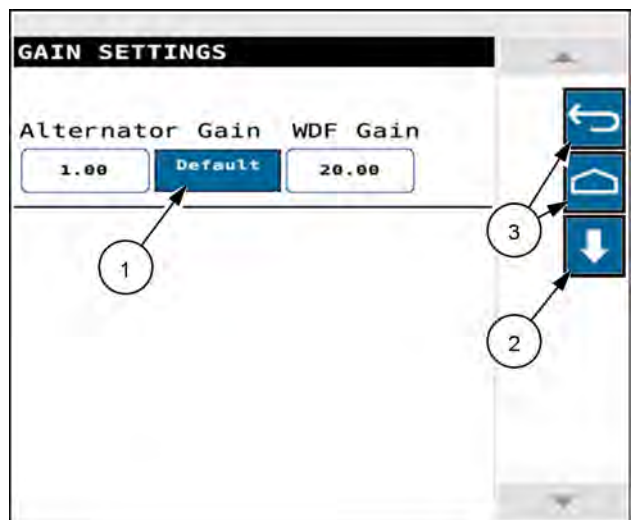 GAIN SETTINGS
Alternator Gain WDF Gain
1.00 Default 20.00
3
1
2